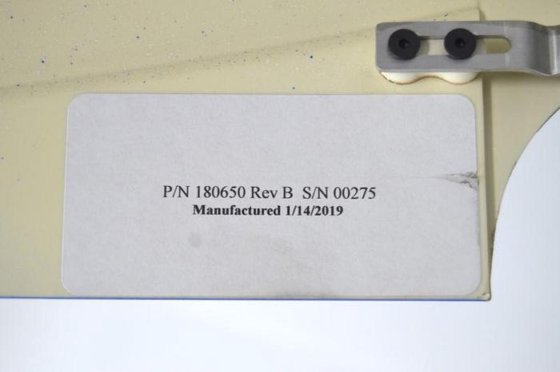 P/N 180650 Rev B S/N 00275
Manufactured 1/14/2019